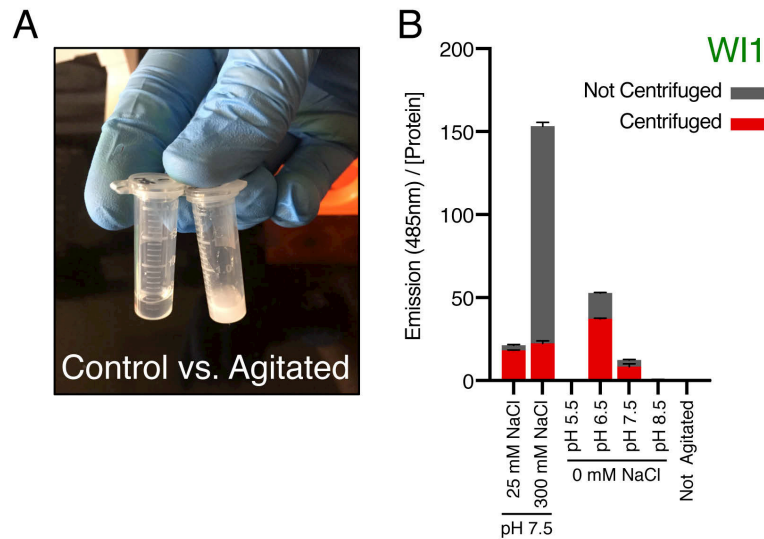 A
Control vs. Agitated
B
WI1
Not Centrifuged
Centrifuged
Emission (485nm) / [Protein]
200
150
100
50
0
25 mM NaCl
300 mM NaCl
pH 5.5
pH 6.5
pH 7.5
pH 8.5
Not Agitated
0 mM NaCl
pH 7.5